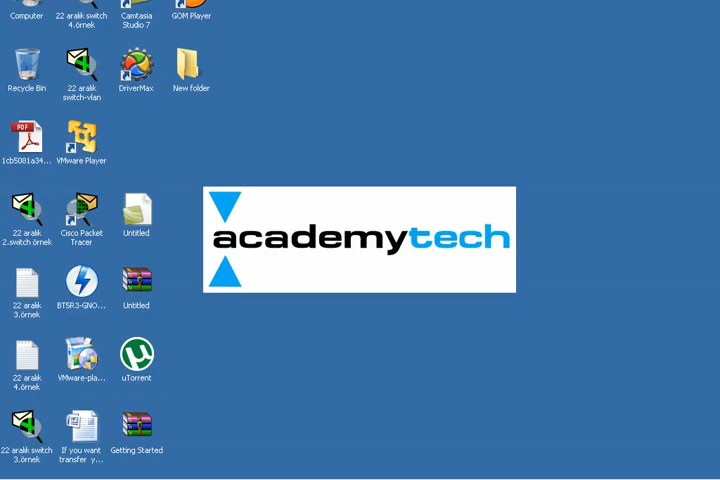 Computer
22 aralık switch
4.örnek
Camtasia
Studio 7
GOM Player
Recycle Bin
22 aralık
switch-vlan
DriverMax
New folder
PDF
1cb5081a34...
VMware Player
22 aralık
2.switch örnek
Cisco Packet
Tracer
Untitled
academytech
22 aralık
3.örnek
BT5R3-GNO...
Untitled
22 aralık
4.örnek
VMware-pla...
µTorrent
22 aralık switch
3.örnek
If you want
transfer y...
Getting Started